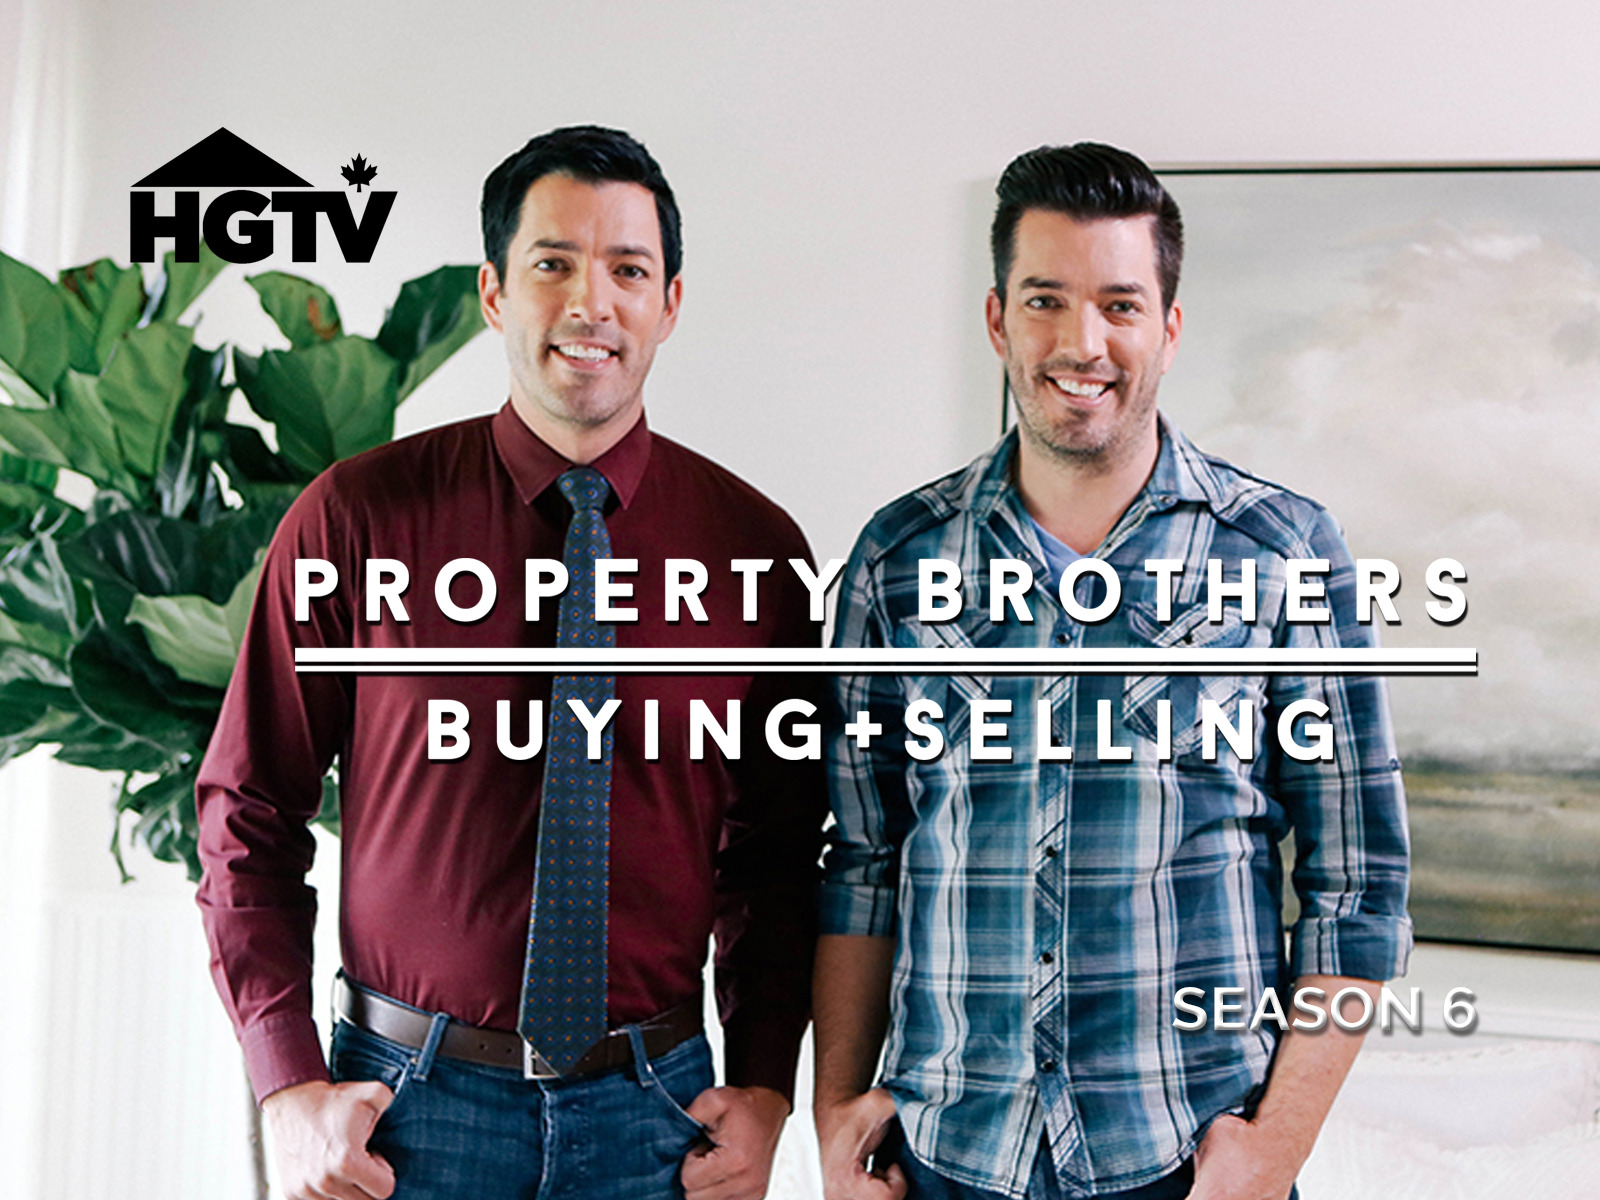 HGTV
PROPERTY BROTHERS
BUYING+SELLING
SEASON 6